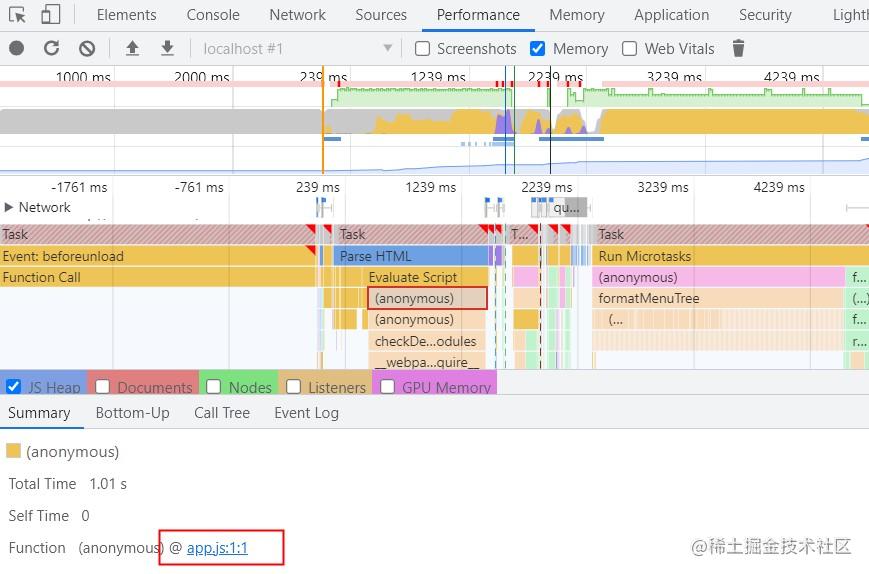 Elements Console Network Sources Performance Memory Application Security Light
localhost #1 Screenshots Memory Web Vitals
1000 ms 2000 ms 239 ms 1239 ms 2239 ms 3239 ms 4239 ms
-1761 ms -761 ms 239 ms 1239 ms 2239 ms 3239 ms 4239 ms
Network qu...
Task Task T... Task
Event: beforeunload Parse HTML Run Microtasks
Function Call Evaluate Script (anonymous) f...
(anonymous) formatMenuTree (...
(anonymous) (... f...
checkDe...odules r...
__webpa...quire__
JS Heap Documents Nodes Listeners GPU Memory
Summary Bottom-Up Call Tree Event Log
(anonymous)
Total Time 1.01 s
Self Time 0
Function (anonymous) @ app.js:1:1
@稀土掘金技术社区